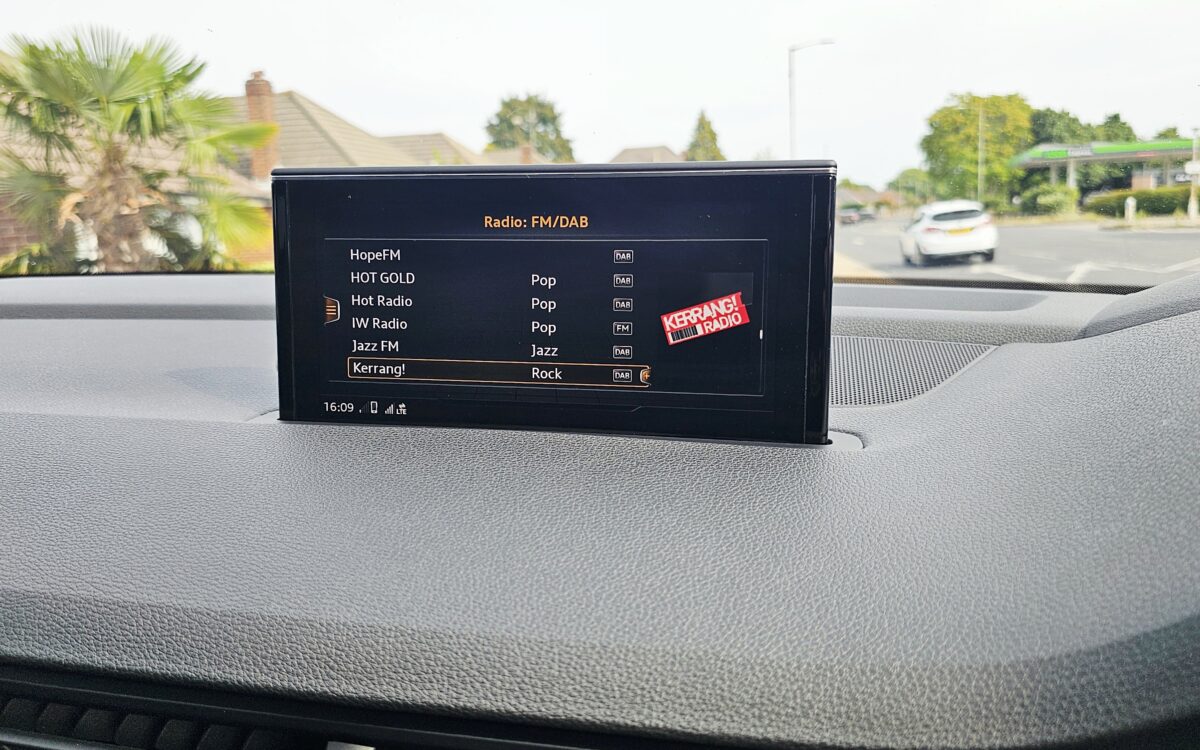 Radio: FM/DAB
HopeFM DAB
HOT GOLD Pop DAB
Hot Radio Pop DAB
IW Radio Pop FM
Jazz FM Jazz DAB
Kerrang! Rock DAB
KERRANG!
RADIO
16:09 LTE